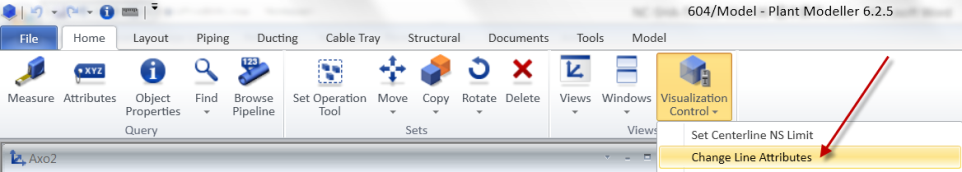 604/Model - Plant Modeller 6.2.5
File Home Layout Piping Ducting Cable Tray Structural Documents Tools Model
XYZ 123
Measure Attributes Object Properties Find Browse Pipeline Set Operation Tool Move Copy Rotate Delete Views Windows Visualization Control
Query Sets Views
Set Centerline NS Limit
Axo2
Change Line Attributes